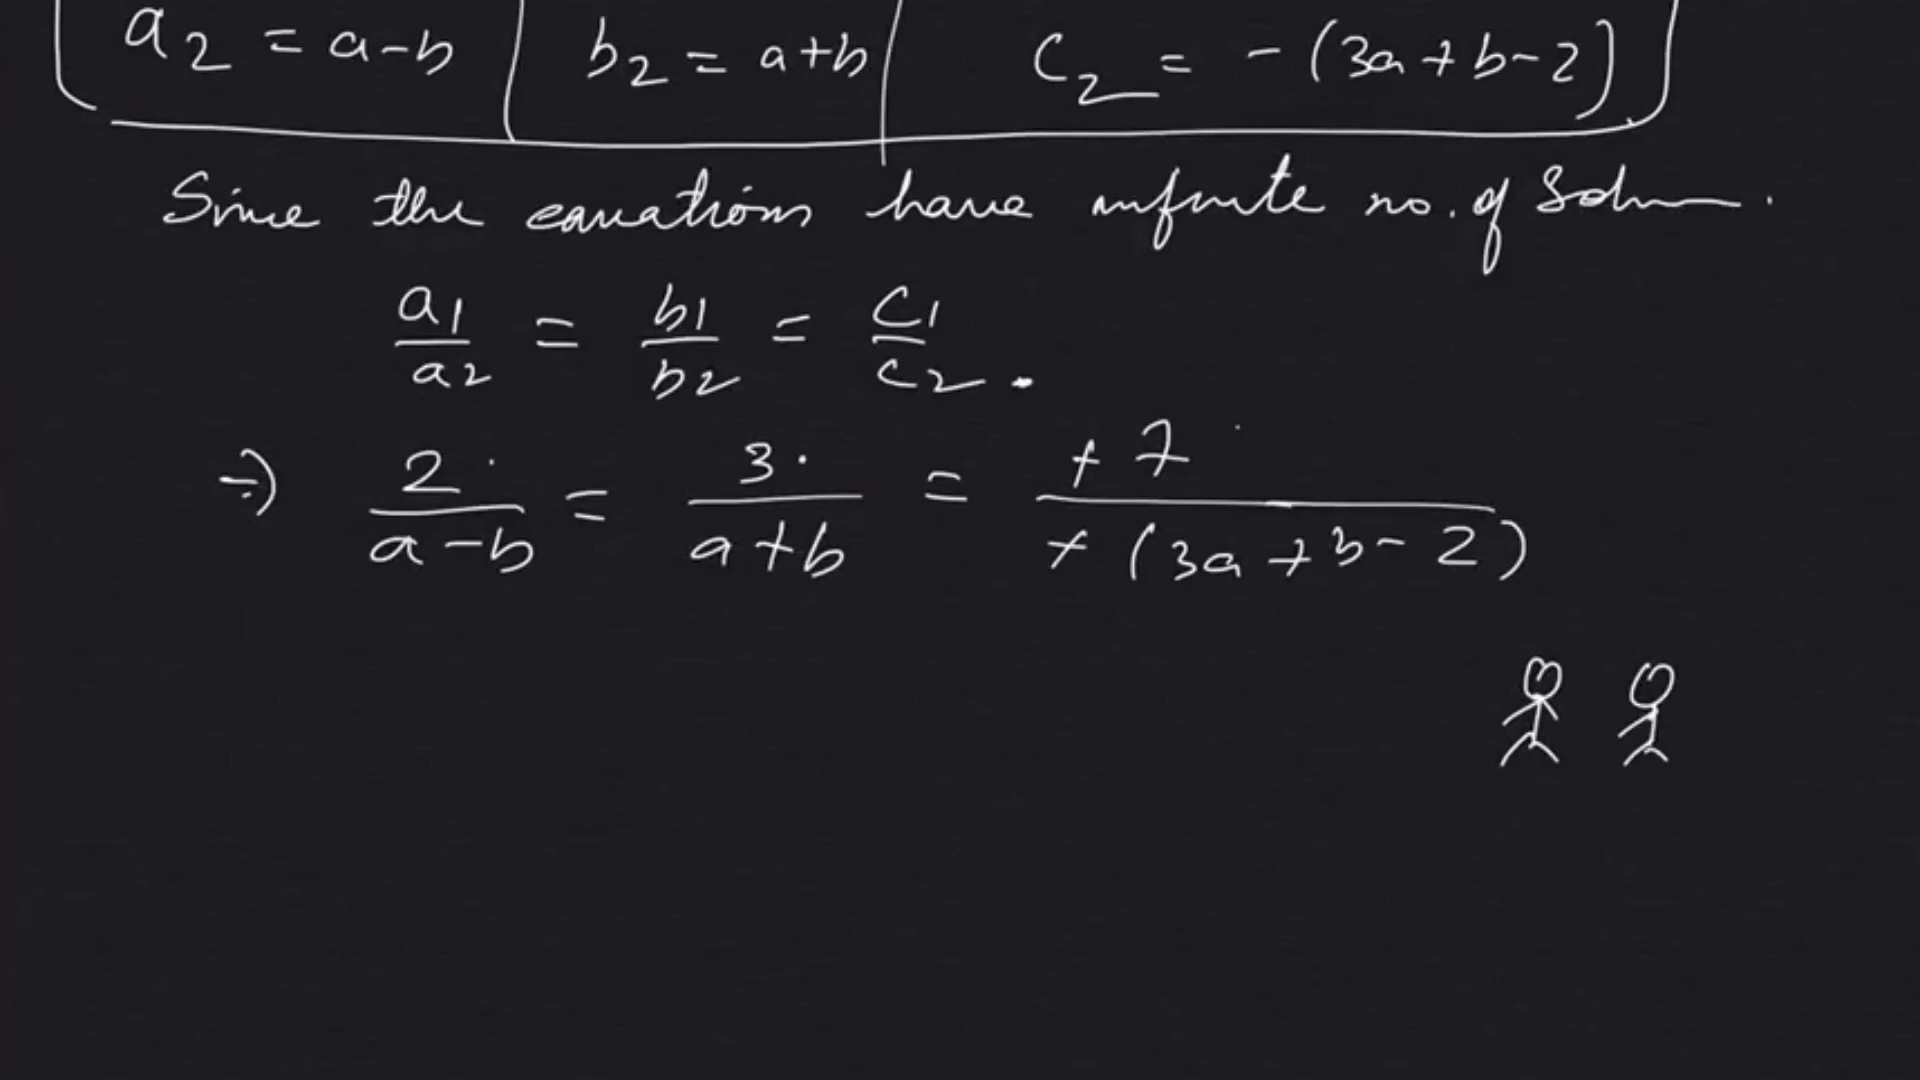 a2 = a-b | b2 = a+b | C2 = - (3a + b - 2)
Since the equations have infinite no. of Soln.
a1/a2 = b1/b2 = C1/C2.
⇒ 2/(a-b) = 3/(a+b) = +7/+(3a+b-2)